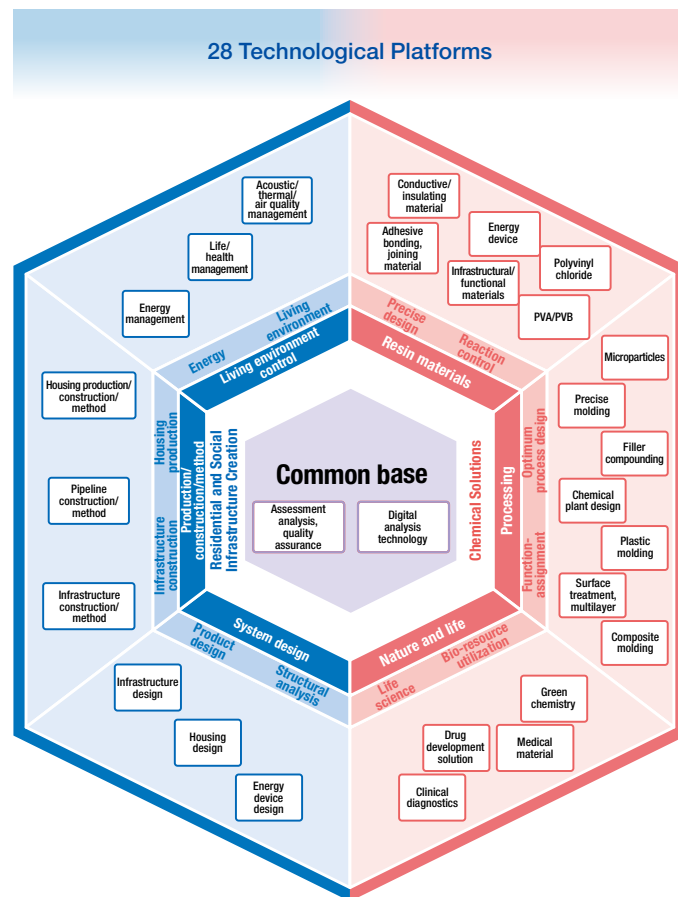 28 Technological Platforms
Acoustic/
thermal/
air quality
management
Life/
health
management
Energy
management
Conductive/
insulating
material
Adhesive
bonding,
joining
material
Energy
device
Infrastructural/
functional
materials
Polyvinyl
chloride
PVA/PVB
Energy
Living
environment
Living environment
control
Precise
design
Reaction
control
Resin materials
Housing production/
construction/
method
Pipeline
construction/
method
Infrastructure
construction/
method
Housing
production
Infrastructure
construction
Production/
construction/method
Residential and Social
Infrastructure Creation
Common base
Assessment
analysis,
quality
assurance
Digital
analysis
technology
Chemical Solutions
Processing
Optimum
process design
Function-
assignment
Microparticles
Precise
molding
Filler
compounding
Chemical
plant design
Plastic
molding
Surface
treatment,
multilayer
Composite
molding
System design
Product
design
Structural
analysis
Nature and life
Life
science
Bio-resource
utilization
Infrastructure
design
Housing
design
Energy
device
design
Green
chemistry
Drug
development
solution
Medical
material
Clinical
diagnostics